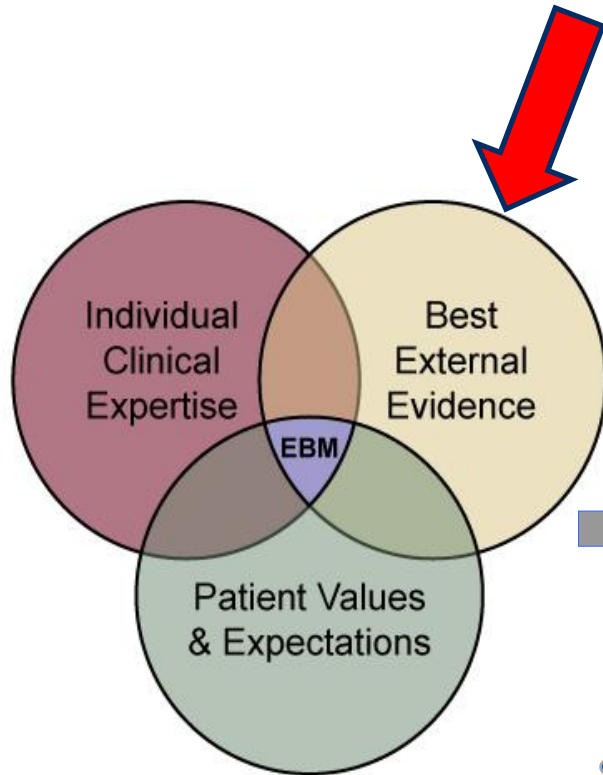 Individual
Clinical
Expertise
Best
External
Evidence
EBM
Patient Values
& Expectations